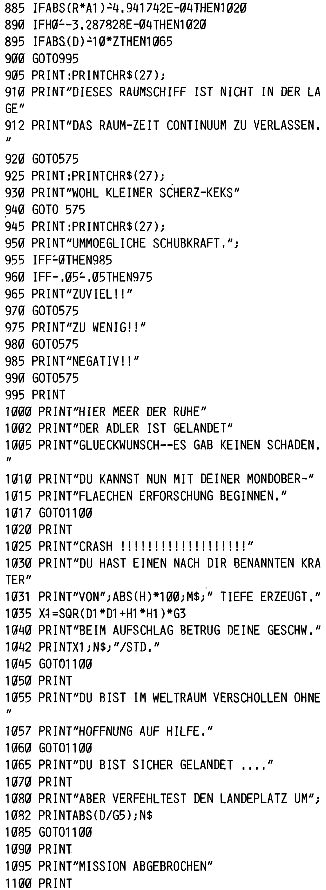 885 IFABS(R*A1)-4.941742E-04THEN1020
890 IFH0--3.287828E-04THEN1020
895 IFABS(D)-10*ZTHEN1065
900 GOTO995
905 PRINT:PRINTCHR$(27);
910 PRINT"DIESES RAUMSCHIFF IST NICHT IN DER LA
GE"
912 PRINT"DAS RAUM-ZEIT CONTINUUM ZU VERLASSEN.
"
920 GOTO575
925 PRINT:PRINTCHR$(27);
930 PRINT"WOHL KLEINER SCHERZ-KEKS"
940 GOTO 575
945 PRINT:PRINTCHR$(27);
950 PRINT"UMMOEGLICHE SCHUBKRAFT.";
955 IFF-0THEN985
960 IFF-.05-.05THEN975
965 PRINT"ZUVIEL!!"
970 GOTO575
975 PRINT"ZU WENIG!!"
980 GOTO575
985 PRINT"NEGATIV!!"
990 GOTO575
995 PRINT
1000 PRINT"HIER MEER DER RUHE"
1002 PRINT"DER ADLER IST GELANDET"
1005 PRINT"GLUECKWUNSCH--ES GAB KEINEN SCHADEN.
"
1010 PRINT"DU KANNST NUN MIT DEINER MONDOBER-"
1015 PRINT"FLAECHEN ERFORSCHUNG BEGINNEN."
1017 GOTO1100
1020 PRINT
1025 PRINT"CRASH !!!!!!!!!!!!!!!!!!!!"
1030 PRINT"DU HAST EINEN NACH DIR BENANNTEN KRA
TER"
1031 PRINT"VON";ABS(H)*100;M$;" TIEFE ERZEUGT."
1035 X1=SQR(D1*D1+H1*H1)*G3
1040 PRINT"BEIM AUFSCHLAG BETRUG DEINE GESCHW."
1042 PRINTX1;N$;"/STD."
1045 GOTO1100
1050 PRINT
1055 PRINT"DU BIST IM WELTRAUM VERSCHOLLEN OHNE
"
1057 PRINT"HOFFNUNG AUF HILFE."
1060 GOTO1100
1065 PRINT"DU BIST SICHER GELANDET ...."
1070 PRINT
1080 PRINT"ABER VERFEHLTEST DEN LANDEPLATZ UM";
1082 PRINTABS(D/G5);N$
1085 GOTO1100
1090 PRINT
1095 PRINT"MISSION ABGEBROCHEN"
1100 PRINT